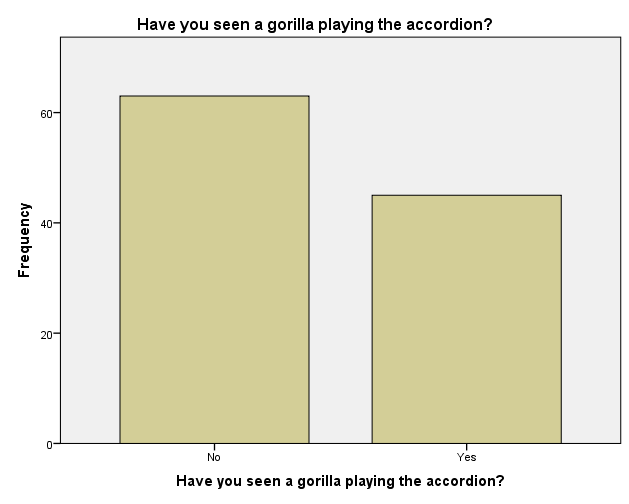 Have you seen a gorilla playing the accordion?
Frequency
60
40
20
0
No
Yes
Have you seen a gorilla playing the accordion?